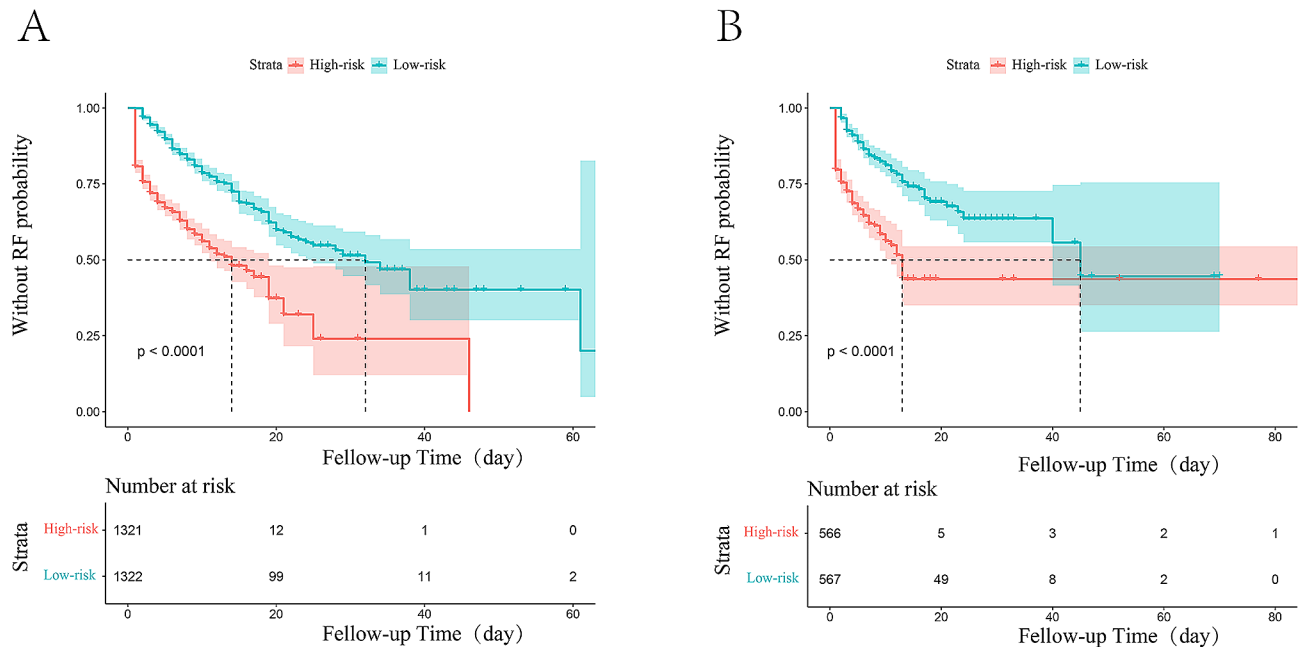 A
Strata High-risk Low-risk
Without RF probability
1.00
0.75
0.50
0.25
0.00
p < 0.0001
0 20 40 60
Fellow-up Time（day）
Number at risk
Strata
High-risk 1321 12 1 0
Low-risk 1322 99 11 2
0 20 40 60
Fellow-up Time（day）
B
Strata High-risk Low-risk
Without RF probability
1.00
0.75
0.50
0.25
0.00
p < 0.0001
0 20 40 60 80
Fellow-up Time（day）
Number at risk
Strata
High-risk 566 5 3 2 1
Low-risk 567 49 8 2 0
0 20 40 60 80
Fellow-up Time（day）